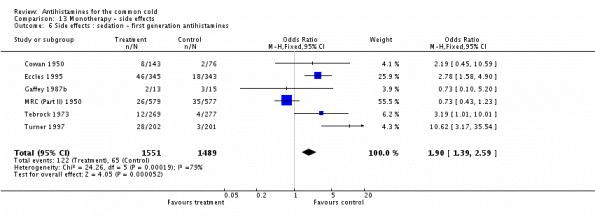 Review: Antihistamines for the common cold
Comparison: 13 Monotherapy - side effects
Outcome: 6 Side effects : sedation - first generation antihistamines
Study or subgroup Treatment Control Odds Ratio Weight Odds Ratio
n/N n/N M-H,Fixed,95% CI M-H,Fixed,95% CI
Cowan 1950 8/143 2/76 4.1 % 2.19 [ 0.45, 10.59 ]
Eccles 1995 46/345 18/343 25.9 % 2.78 [ 1.58, 4.90 ]
Gaffey 1987b 2/13 3/15 3.9 % 0.73 [ 0.10, 5.20 ]
MRC (Part II) 1950 26/579 35/577 55.5 % 0.73 [ 0.43, 1.23 ]
Tebrock 1973 12/269 4/277 6.2 % 3.19 [ 1.01, 10.01 ]
Turner 1997 28/202 3/201 4.3 % 10.62 [ 3.17, 35.54 ]
Total (95% CI) 1551 1489 100.0 % 1.90 [ 1.39, 2.59 ]
Total events: 122 (Treatment), 65 (Control)
Heterogeneity: Chi² = 24.26, df = 5 (P = 0.00019); I² =79%
Test for overall effect: Z = 4.05 (P = 0.000052)
0.05 0.2 1 5 20
Favours treatment Favours control